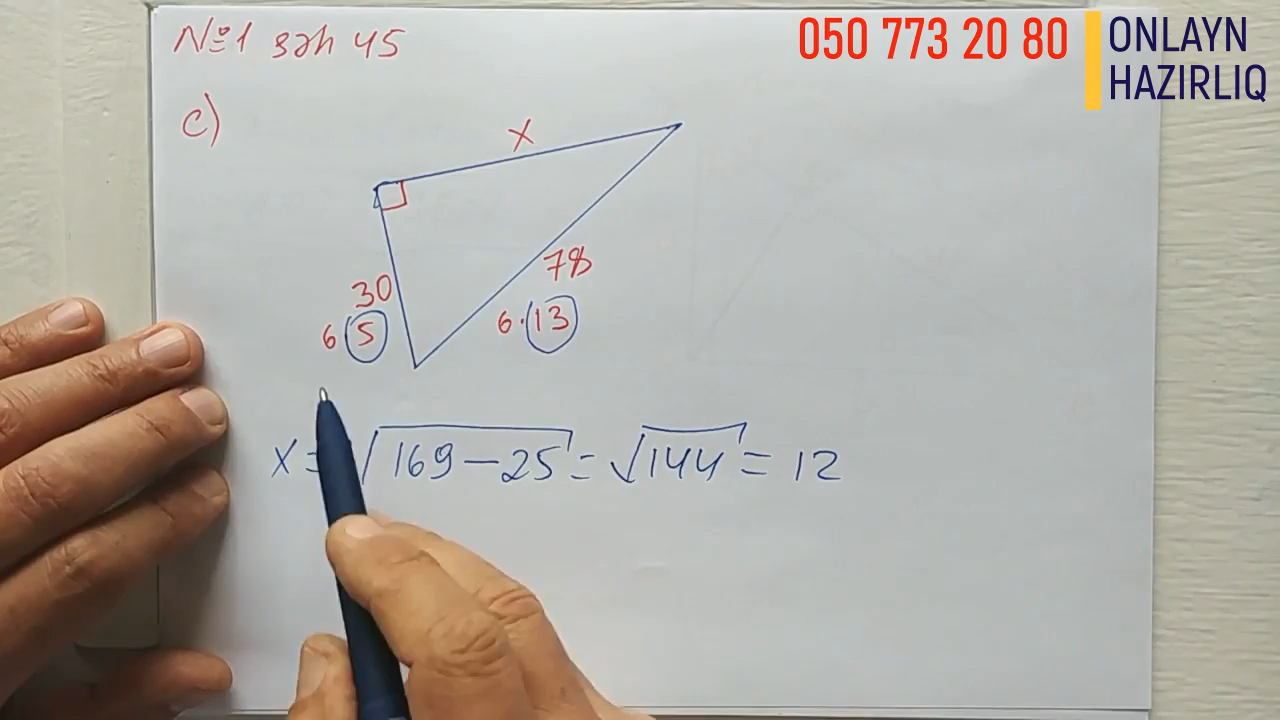 №1 səh 45
050 773 20 80
ONLAYN
HAZIRLIQ
c)
x
30
78
6 5
6·13
x= √169-25 = √144 = 12